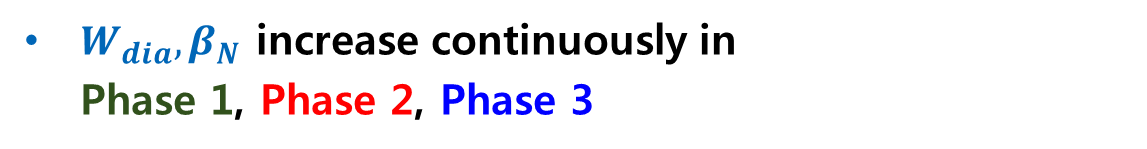 • W_dia, β_N increase continuously in
Phase 1, Phase 2, Phase 3